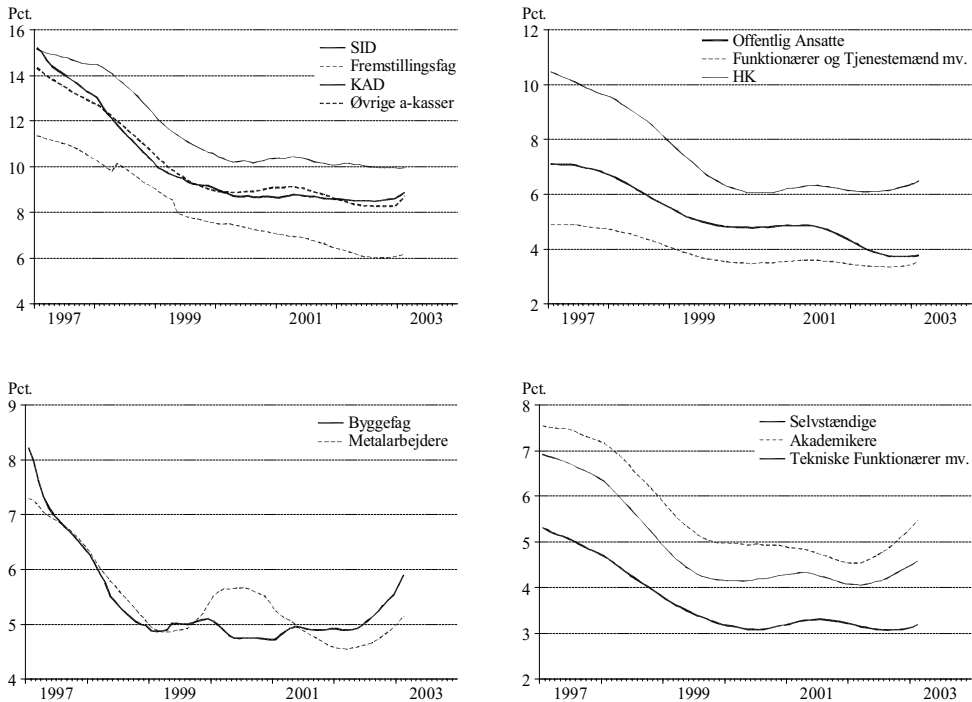 Pct.
16
14
12
10
8
6
4
SID
Fremstillingsfag
KAD
Øvrige a-kasser
1997
1999
2001
2003
Pct.
12
10
8
6
4
2
Offentlig Ansatte
Funktionærer og Tjenestemænd mv.
HK
1997
1999
2001
2003
Pct.
9
8
7
6
5
4
Byggefag
Metalarbejdere
1997
1999
2001
2003
Pct.
8
7
6
5
4
3
2
Selvstændige
Akademikere
Tekniske Funktionærer mv.
1997
1999
2001
2003